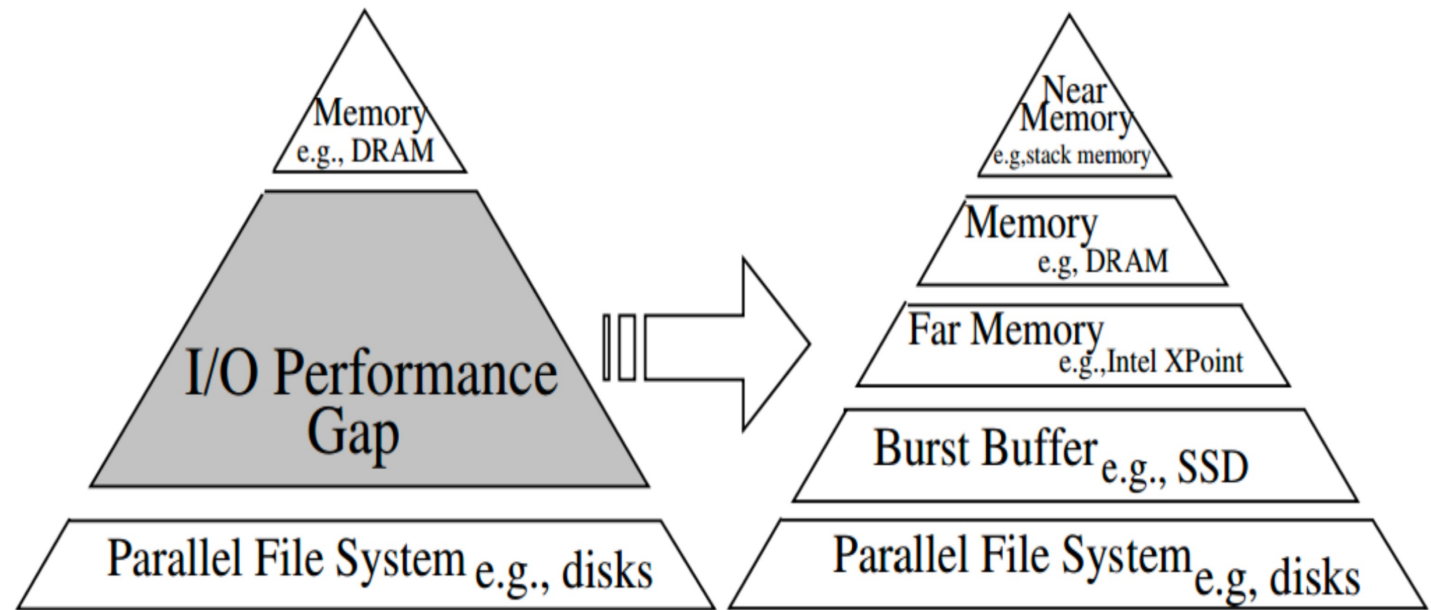 Memory
e.g., DRAM
I/O Performance
Gap
Parallel File System e.g., disks
Near
Memory
e.g,stack memory
Memory
e.g, DRAM
Far Memory
e.g.,Intel XPoint
Burst Buffer e.g., SSD
Parallel File System e.g, disks